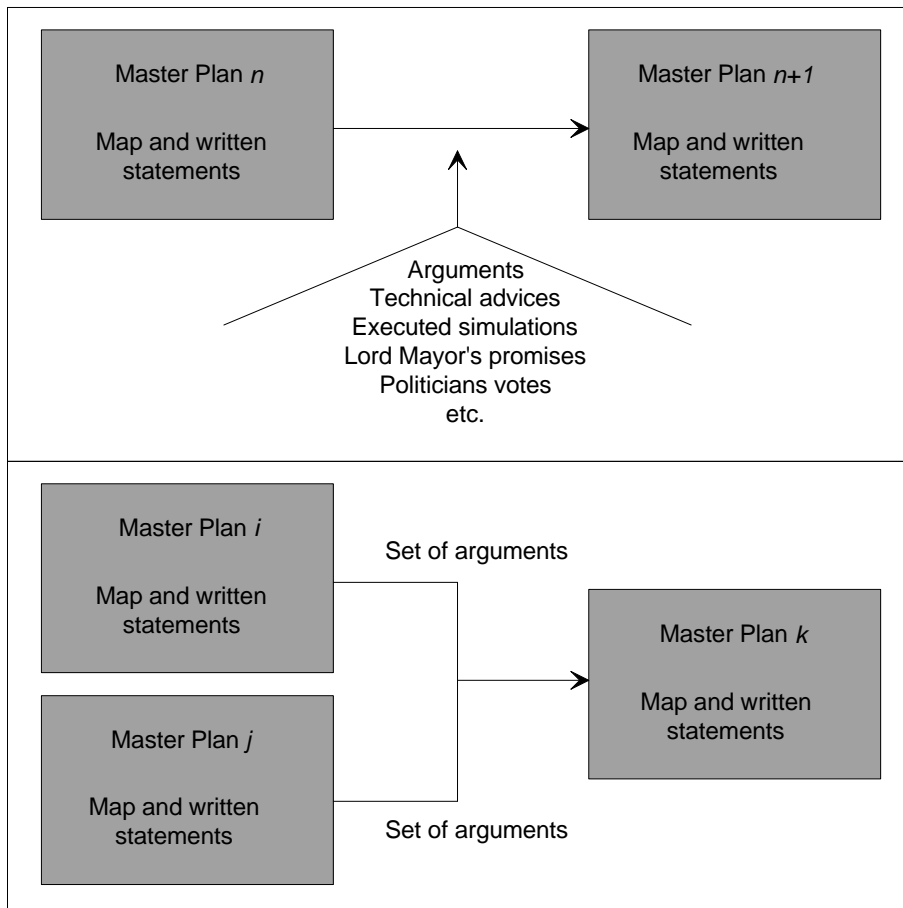 Master Plan n
Map and written
statements
Master Plan n+1
Map and written
statements
Arguments
Technical advices
Executed simulations
Lord Mayor's promises
Politicians votes
etc.
Master Plan i
Map and written
statements
Set of arguments
Master Plan j
Map and written
statements
Set of arguments
Master Plan k
Map and written
statements